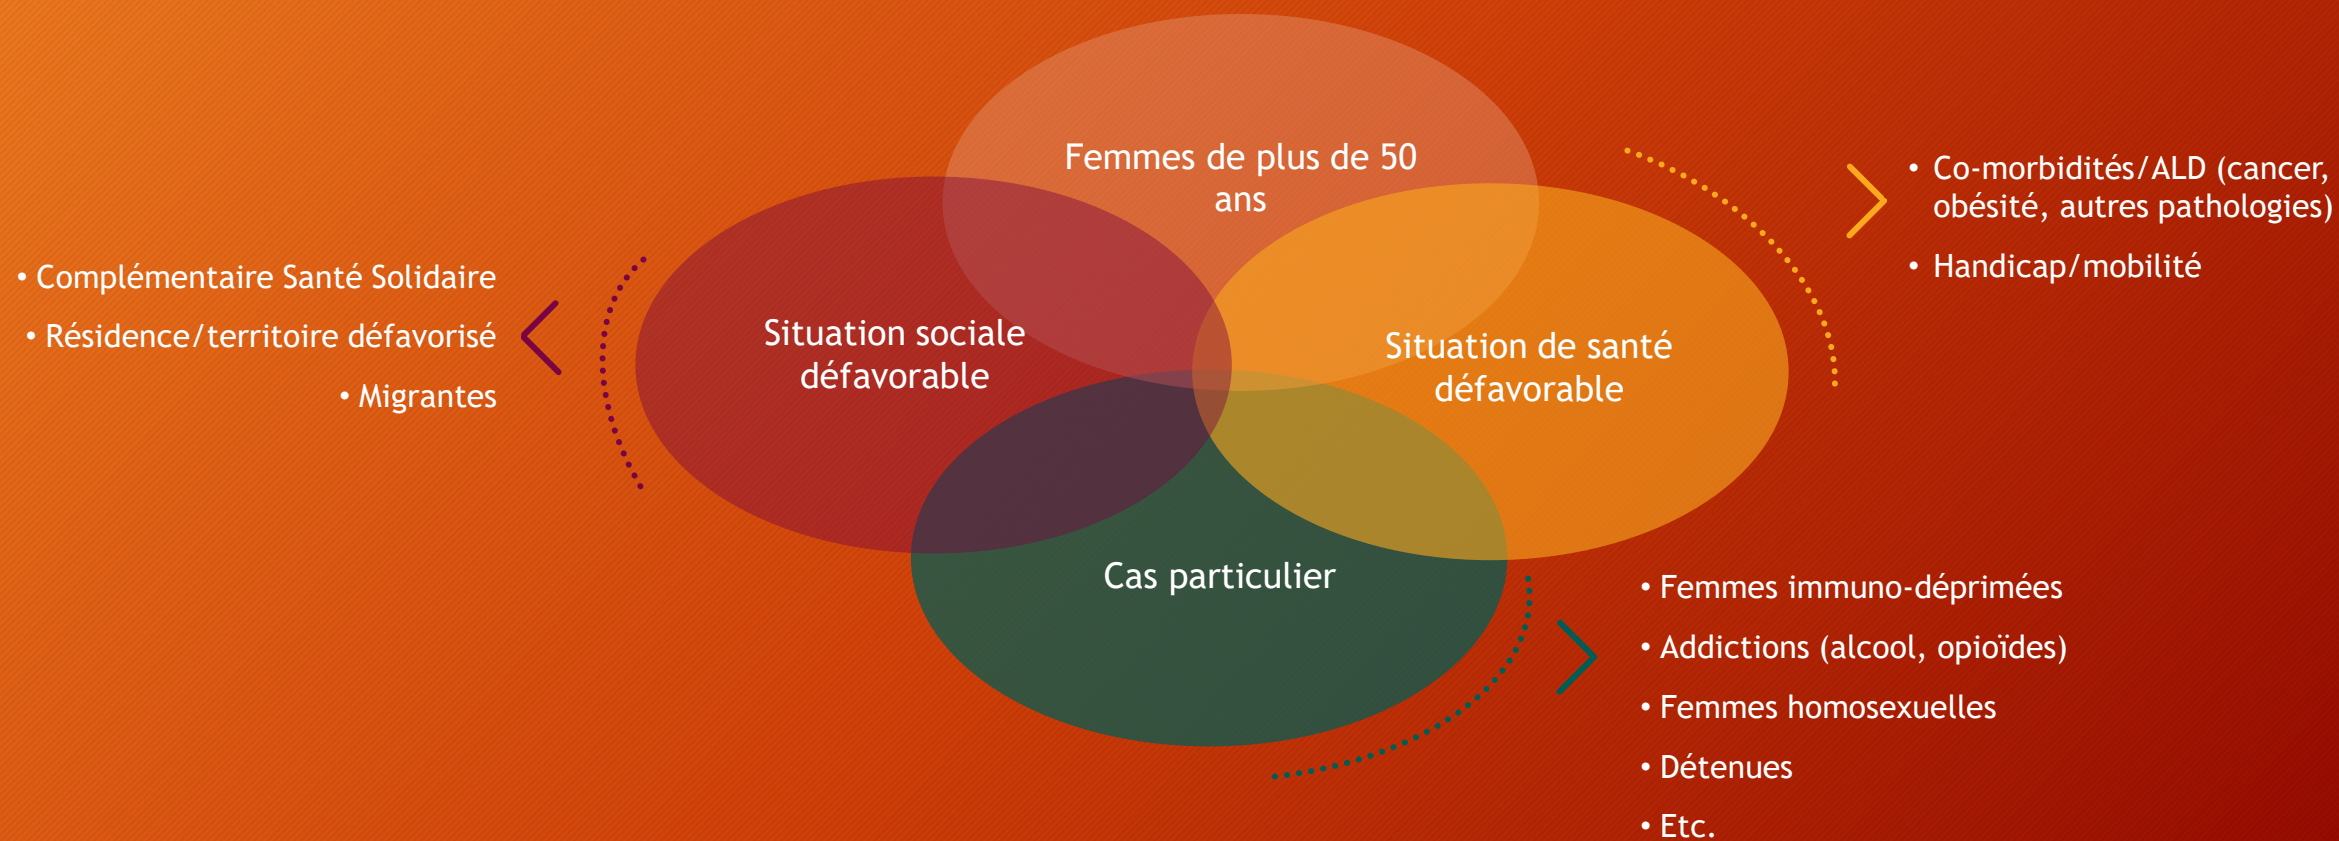 Femmes de plus de 50
ans
• Co-morbidités/ALD (cancer,
obésité, autres pathologies)
• Handicap/mobilité
• Complémentaire Santé Solidaire
• Résidence/territoire défavorisé
• Migrantes
Situation sociale
défavorable
Situation de santé
défavorable
Cas particulier
• Femmes immuno-déprimées
• Addictions (alcool, opioïdes)
• Femmes homosexuelles
• Détenues
• Etc.